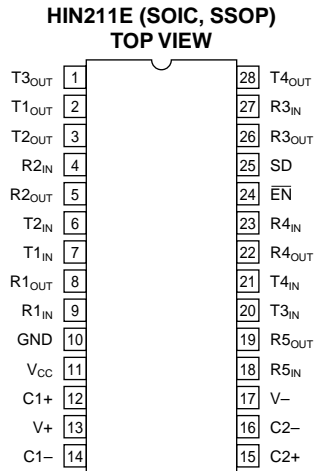 HIN211E (SOIC, SSOP)
TOP VIEW
T3OUT 1 28 T4OUT
T1OUT 2 27 R3IN
T2OUT 3 26 R3OUT
R2IN 4 25 SD
R2OUT 5 24 E̅N̅
T2IN 6 23 R4IN
T1IN 7 22 R4OUT
R1OUT 8 21 T4IN
R1IN 9 20 T3IN
GND 10 19 R5OUT
VCC 11 18 R5IN
C1+ 12 17 V–
V+ 13 16 C2–
C1– 14 15 C2+